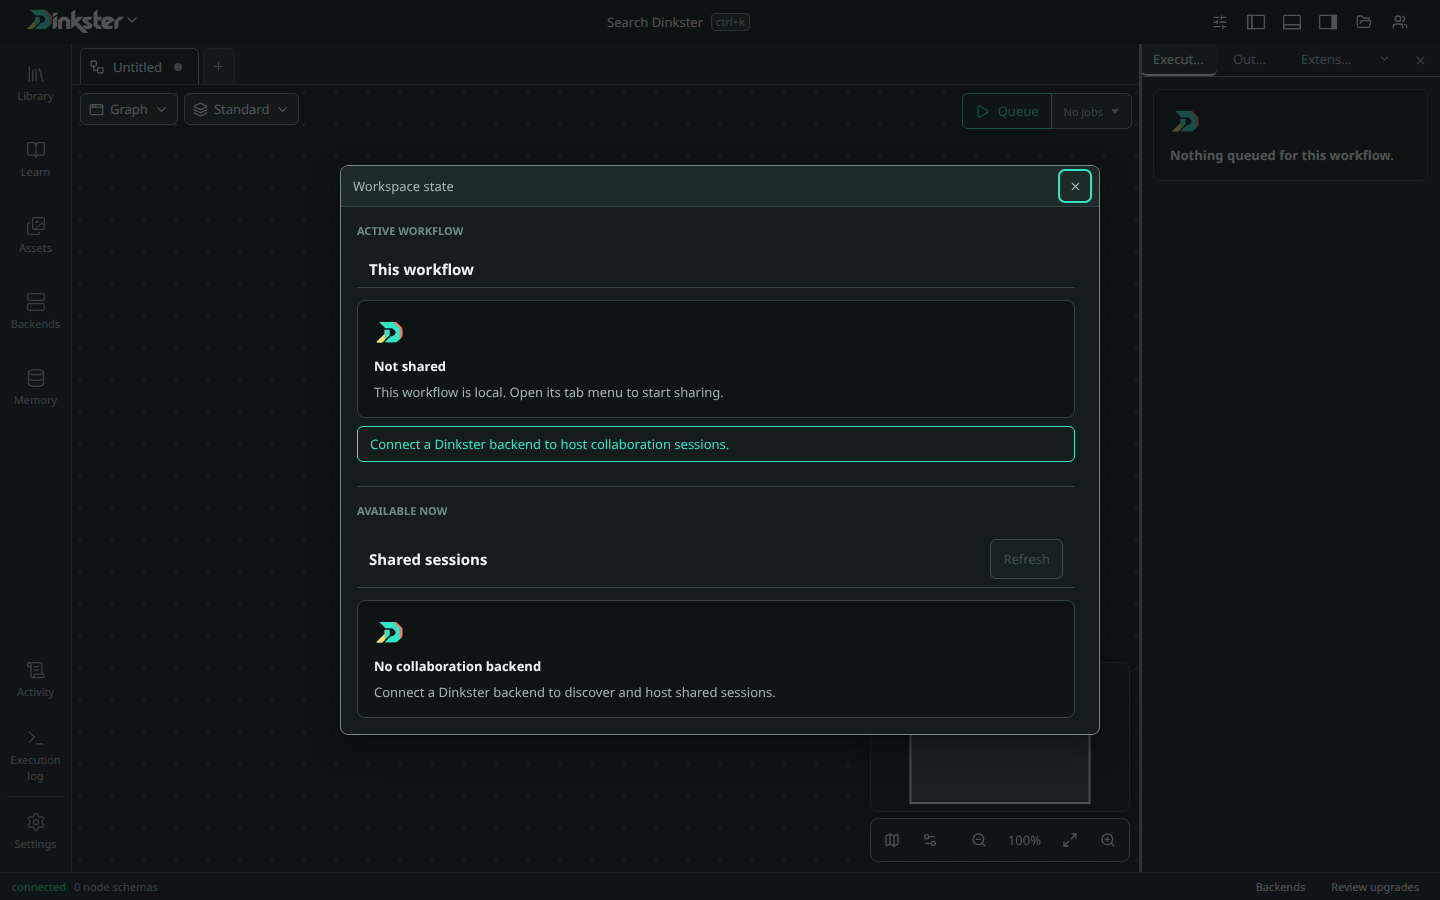 Dinkster
Search Dinkster ctrl+k
Untitled
+
Execut...
Out...
Extens...
Library
Learn
Assets
Backends
Memory
Activity
Execution
log
Settings
Graph
Standard
Queue
No jobs
Nothing queued for this workflow.
Workspace state
ACTIVE WORKFLOW
This workflow
Not shared
This workflow is local. Open its tab menu to start sharing.
Connect a Dinkster backend to host collaboration sessions.
AVAILABLE NOW
Shared sessions
Refresh
No collaboration backend
Connect a Dinkster backend to discover and host shared sessions.
100%
connected 0 node schemas
Backends
Review upgrades